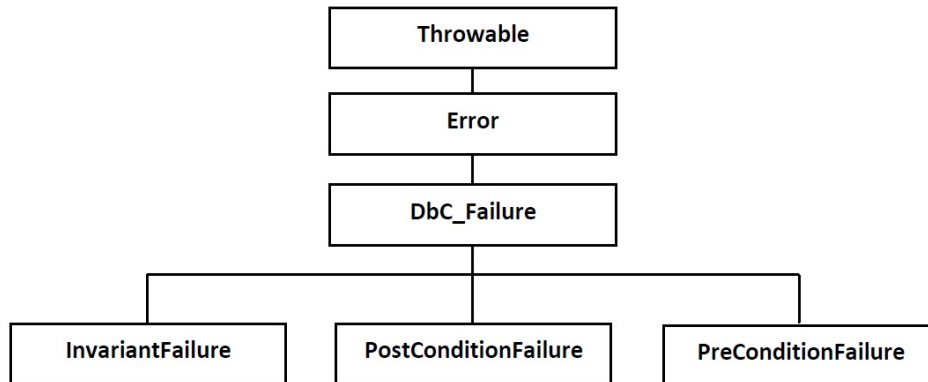 Throwable
Error
DbC_Failure
InvariantFailure
PostConditionFailure
PreConditionFailure